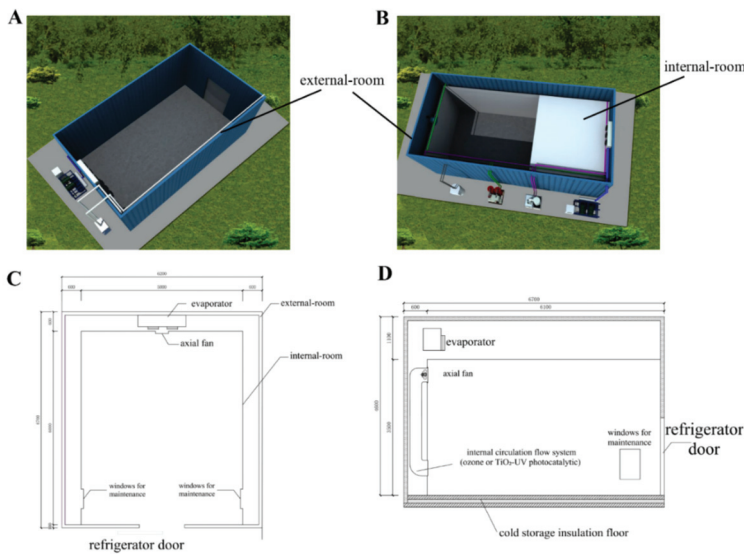 A
B
external-room
internal-room
C
6200
600
5000
600
evaporator
external-room
axial fan
internal-room
windows for
maintenance
windows for
maintenance
refrigerator door
D
6700
600
6100
evaporator
axial fan
windows for
maintenance
refrigerator
door
internal circulation flow system
(ozone or TiO₂-UV photocatalytic)
cold storage insulation floor